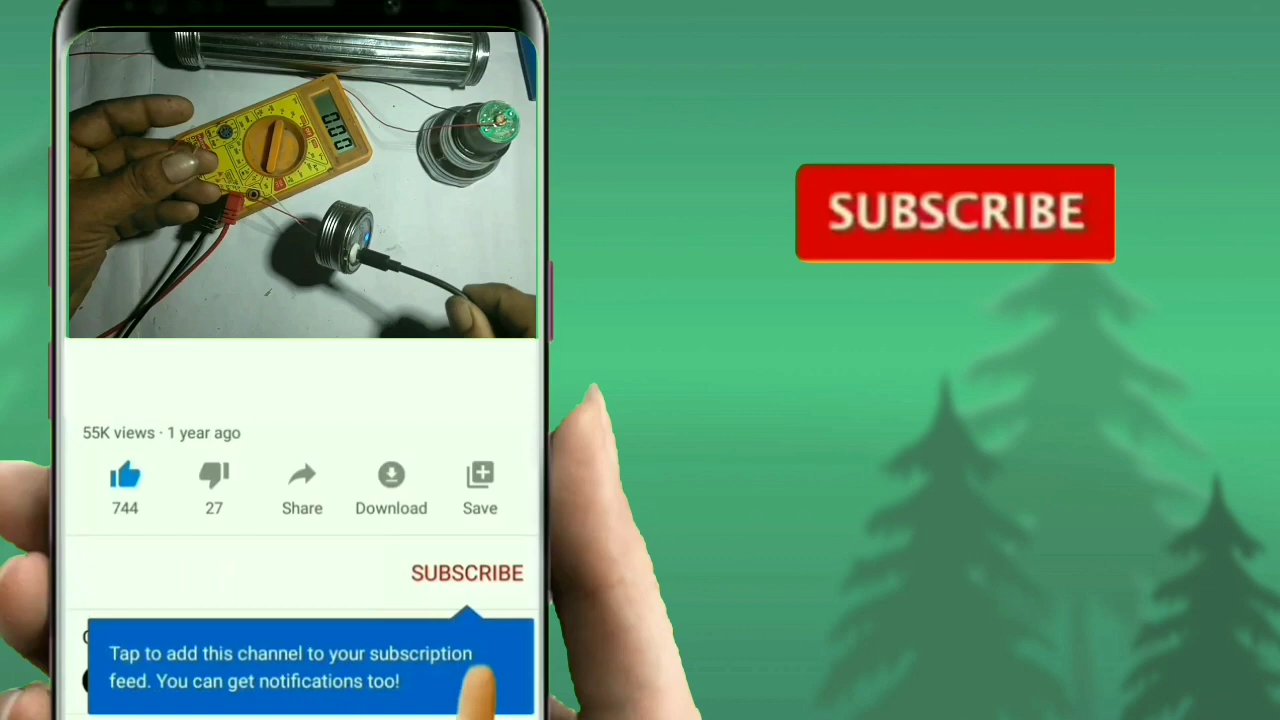 000
SUBSCRIBE
55K views · 1 year ago
744
27
Share
Download
Save
SUBSCRIBE
Tap to add this channel to your subscription
feed. You can get notifications too!